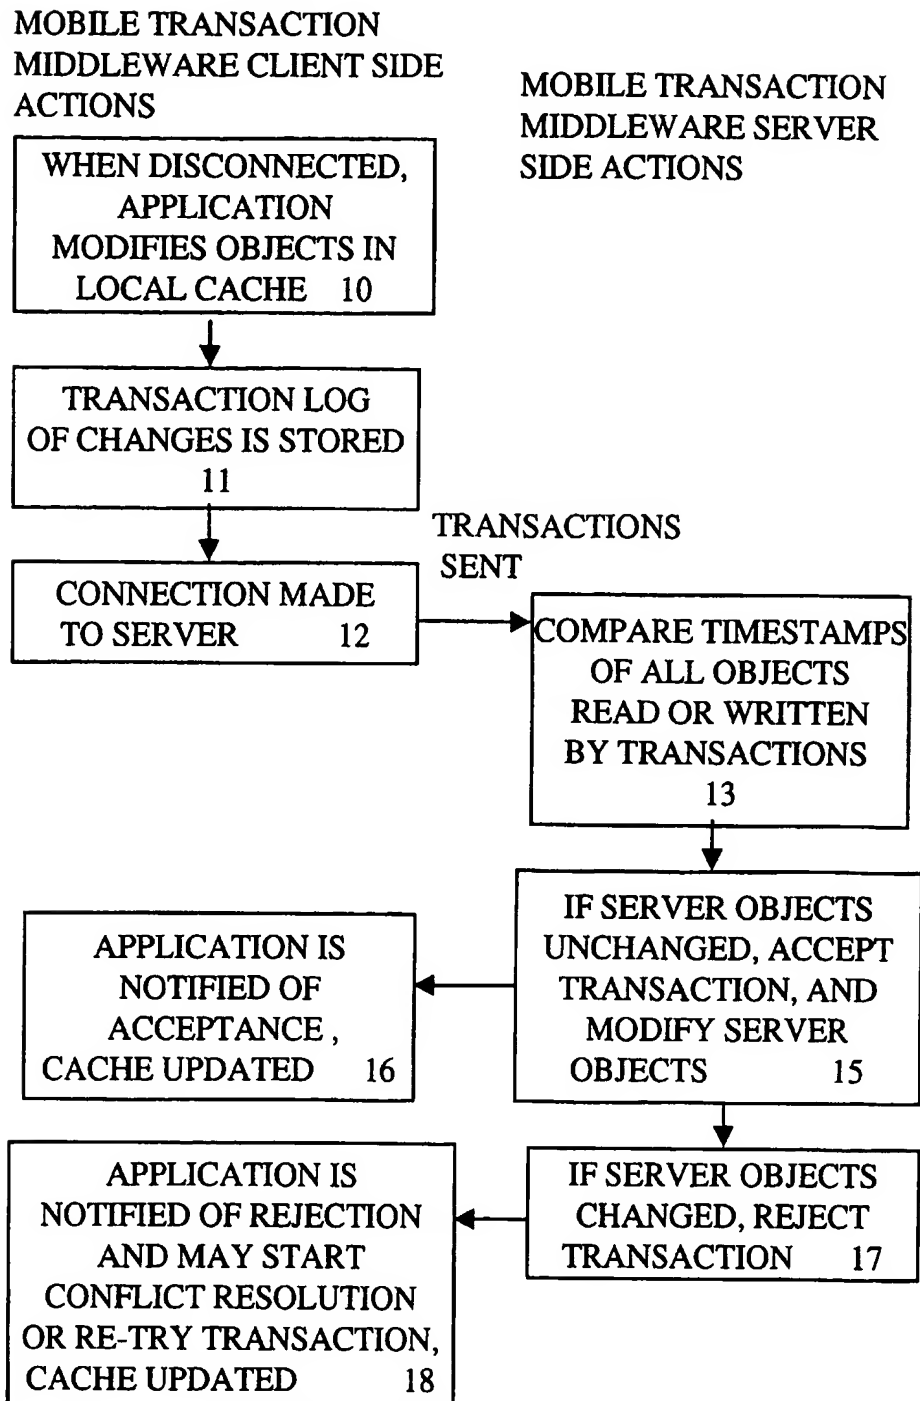 MOBILE TRANSACTION
MIDDLEWARE CLIENT SIDE
ACTIONS
MOBILE TRANSACTION
MIDDLEWARE SERVER
SIDE ACTIONS
WHEN DISCONNECTED,
APPLICATION
MODIFIES OBJECTS IN
LOCAL CACHE 10
TRANSACTION LOG
OF CHANGES IS STORED
11
CONNECTION MADE
TO SERVER 12
TRANSACTIONS
SENT
COMPARE TIMESTAMPS
OF ALL OBJECTS
READ OR WRITTEN
BY TRANSACTIONS
13
IF SERVER OBJECTS
UNCHANGED, ACCEPT
TRANSACTION, AND
MODIFY SERVER
OBJECTS 15
APPLICATION IS
NOTIFIED OF
ACCEPTANCE ,
CACHE UPDATED 16
IF SERVER OBJECTS
CHANGED, REJECT
TRANSACTION 17
APPLICATION IS
NOTIFIED OF REJECTION
AND MAY START
CONFLICT RESOLUTION
OR RE-TRY TRANSACTION,
CACHE UPDATED 18